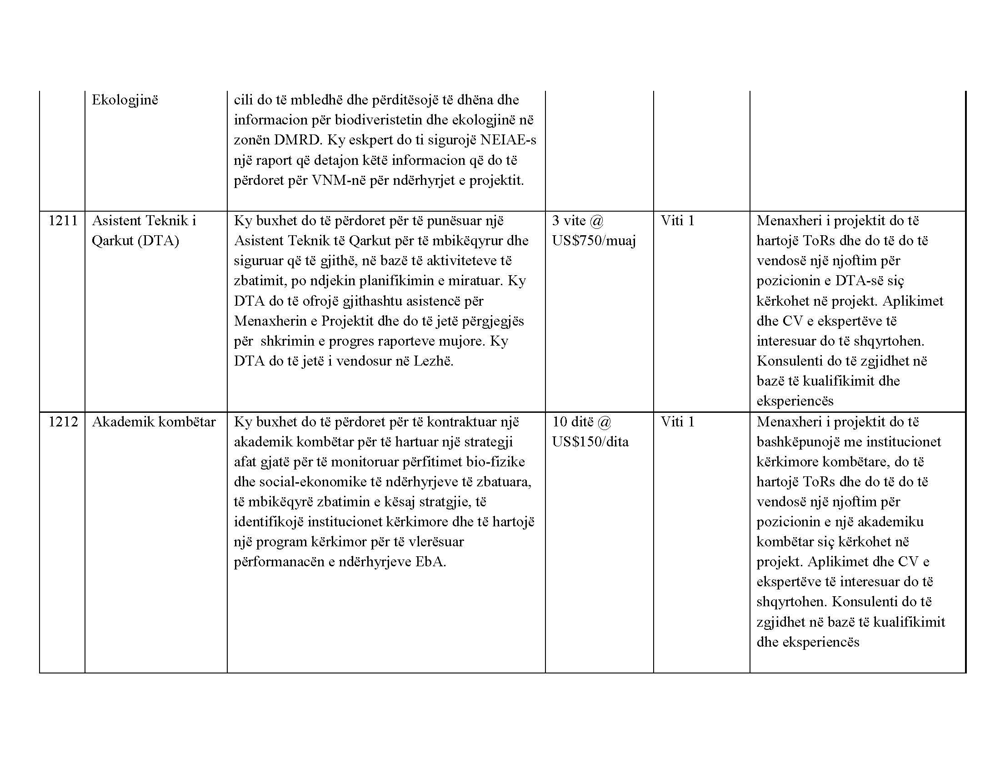 Ekologjinë
cili do të mbledhë dhe përditësojë të dhëna dhe
informacion për biodiveristetin dhe ekologjinë në
zonën DMRD. Ky eskpert do ti sigurojë NEIAE-s
një raport që detajon këtë informacion që do të
përdoret për VNM-në për ndërhyrjet e projektit.
1211
Asistent Teknik i
Qarkut (DTA)
Ky buxhet do të përdoret për të punësuar një
Asistent Teknik të Qarkut për të mbikëqyrur dhe
siguruar që të gjithë, në bazë të aktiviteteve të
zbatimit, po ndjekin planifikimin e miratuar. Ky
DTA do të ofrojë gjithashtu asistencë për
Menaxherin e Projektit dhe do të jetë përgjegjës
për  shkrimin e progres raporteve mujore. Ky
DTA do të jetë i vendosur në Lezhë.
3 vite @
US$750/muaj
Viti 1
Menaxheri i projektit do të
hartojë ToRs dhe do të do të
vendosë një njoftim për
pozicionin e DTA-së siç
kërkohet në projekt. Aplikimet
dhe CV e ekspertëve të
interesuar do të shqyrtohen.
Konsulenti do të zgjidhet në
bazë të kualifikimit dhe
eksperiencës
1212
Akademik kombëtar
Ky buxhet do të përdoret për të kontraktuar një
akademik kombëtar për të hartuar një strategji
afat gjatë për të monitoruar përfitimet bio-fizike
dhe social-ekonomike të ndërhyrjeve të zbatuara,
të mbikëqyrë zbatimin e kësaj stratgjie, të
identifikojë institucionet kërkimore dhe të hartojë
një program kërkimor për të vlerësuar
përformanacën e ndërhyrjeve EbA.
10 ditë @
US$150/dita
Viti 1
Menaxheri i projektit do të
bashkëpunojë me institucionet
kërkimore kombëtare, do të
hartojë ToRs dhe do të do të
vendosë një njoftim për
pozicionin e një akademiku
kombëtar siç kërkohet në
projekt. Aplikimet dhe CV e
ekspertëve të interesuar do të
shqyrtohen. Konsulenti do të
zgjidhet në bazë të kualifikimit
dhe eksperiencës